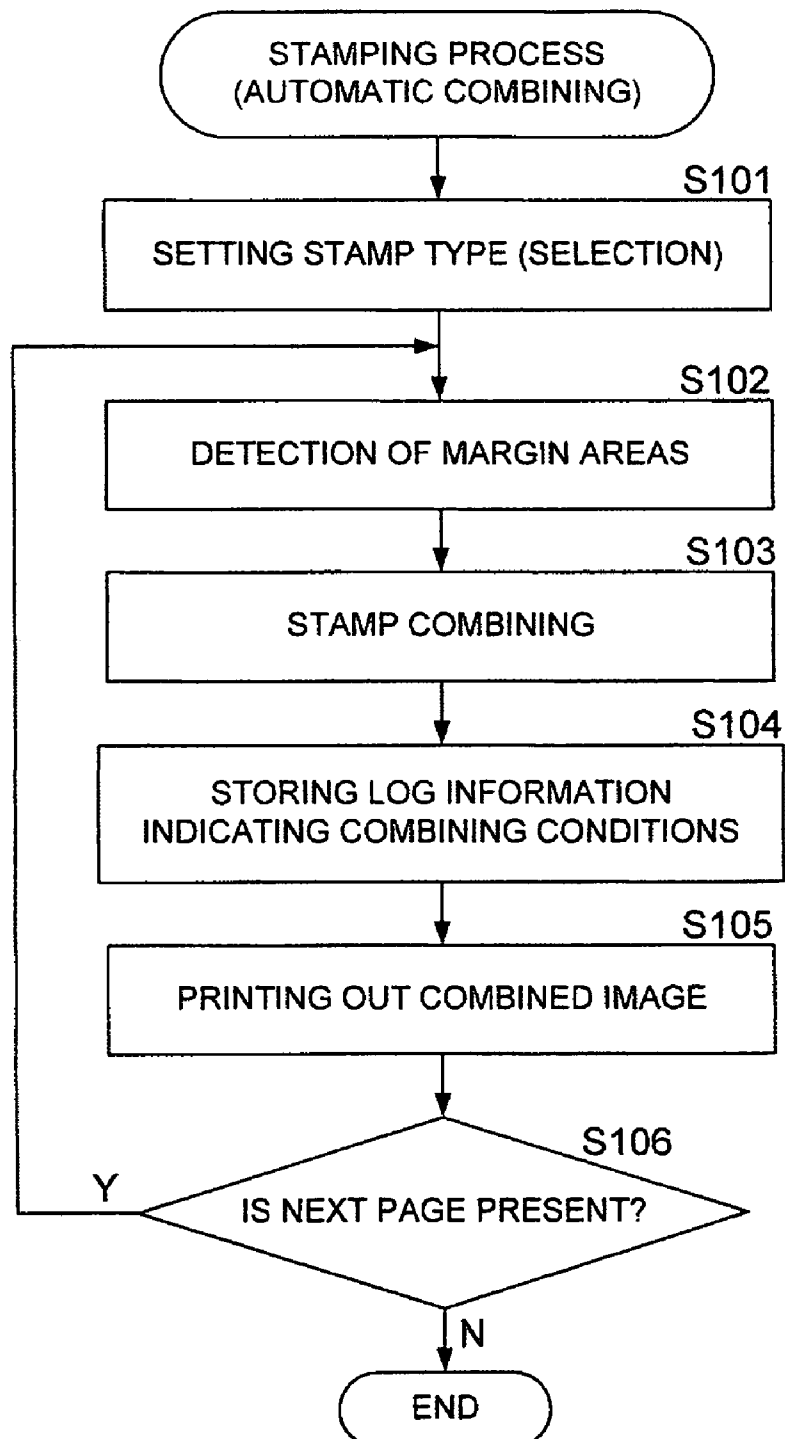 STAMPING PROCESS
(AUTOMATIC COMBINING)
S101
SETTING STAMP TYPE (SELECTION)
S102
DETECTION OF MARGIN AREAS
S103
STAMP COMBINING
S104
STORING LOG INFORMATION
INDICATING COMBINING CONDITIONS
S105
PRINTING OUT COMBINED IMAGE
S106
Y
IS NEXT PAGE PRESENT?
N
END